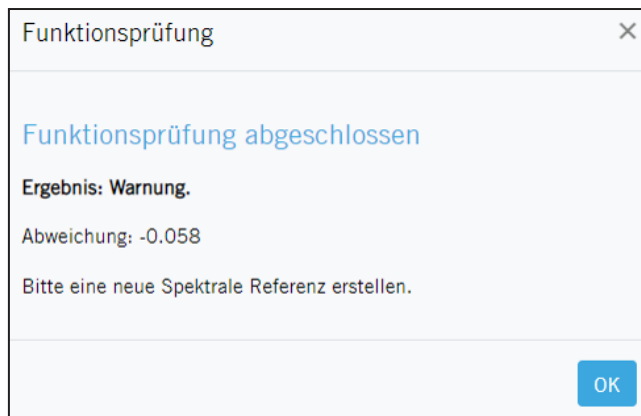 Funktionsprüfung
Funktionsprüfung abgeschlossen
Ergebnis: Warnung.
Abweichung: -0.058
Bitte eine neue Spektrale Referenz erstellen.
OK